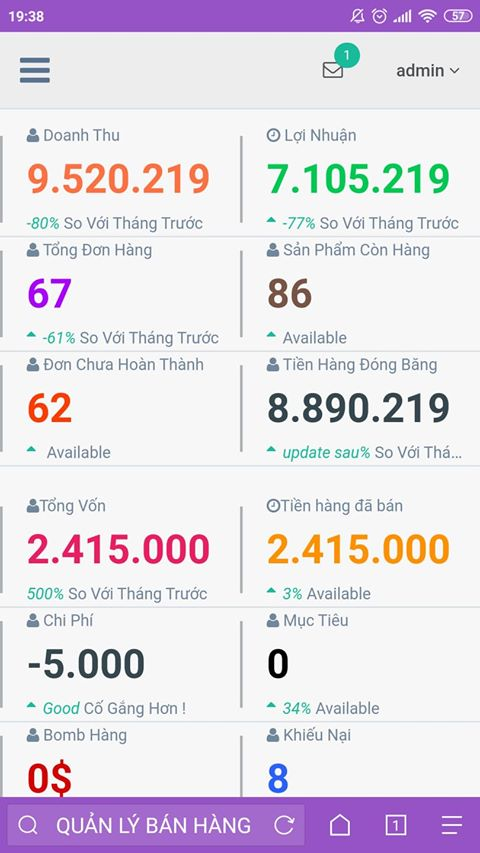 19:38
57
1
admin
Doanh Thu
Lợi Nhuận
9.520.219
7.105.219
-80% So Với Tháng Trước
-77% So Với Tháng Trước
Tổng Đơn Hàng
Sản Phẩm Còn Hàng
67
86
-61% So Với Tháng Trước
Available
Đơn Chưa Hoàn Thành
Tiền Hàng Đóng Băng
62
8.890.219
Available
update sau% So Với Thá...
Tổng Vốn
Tiền hàng đã bán
2.415.000
2.415.000
500% So Với Tháng Trước
3% Available
Chi Phí
Mục Tiêu
-5.000
0
Good Cố Gắng Hơn !
34% Available
Bomb Hàng
Khiếu Nại
0$
8
QUẢN LÝ BÁN HÀNG
1